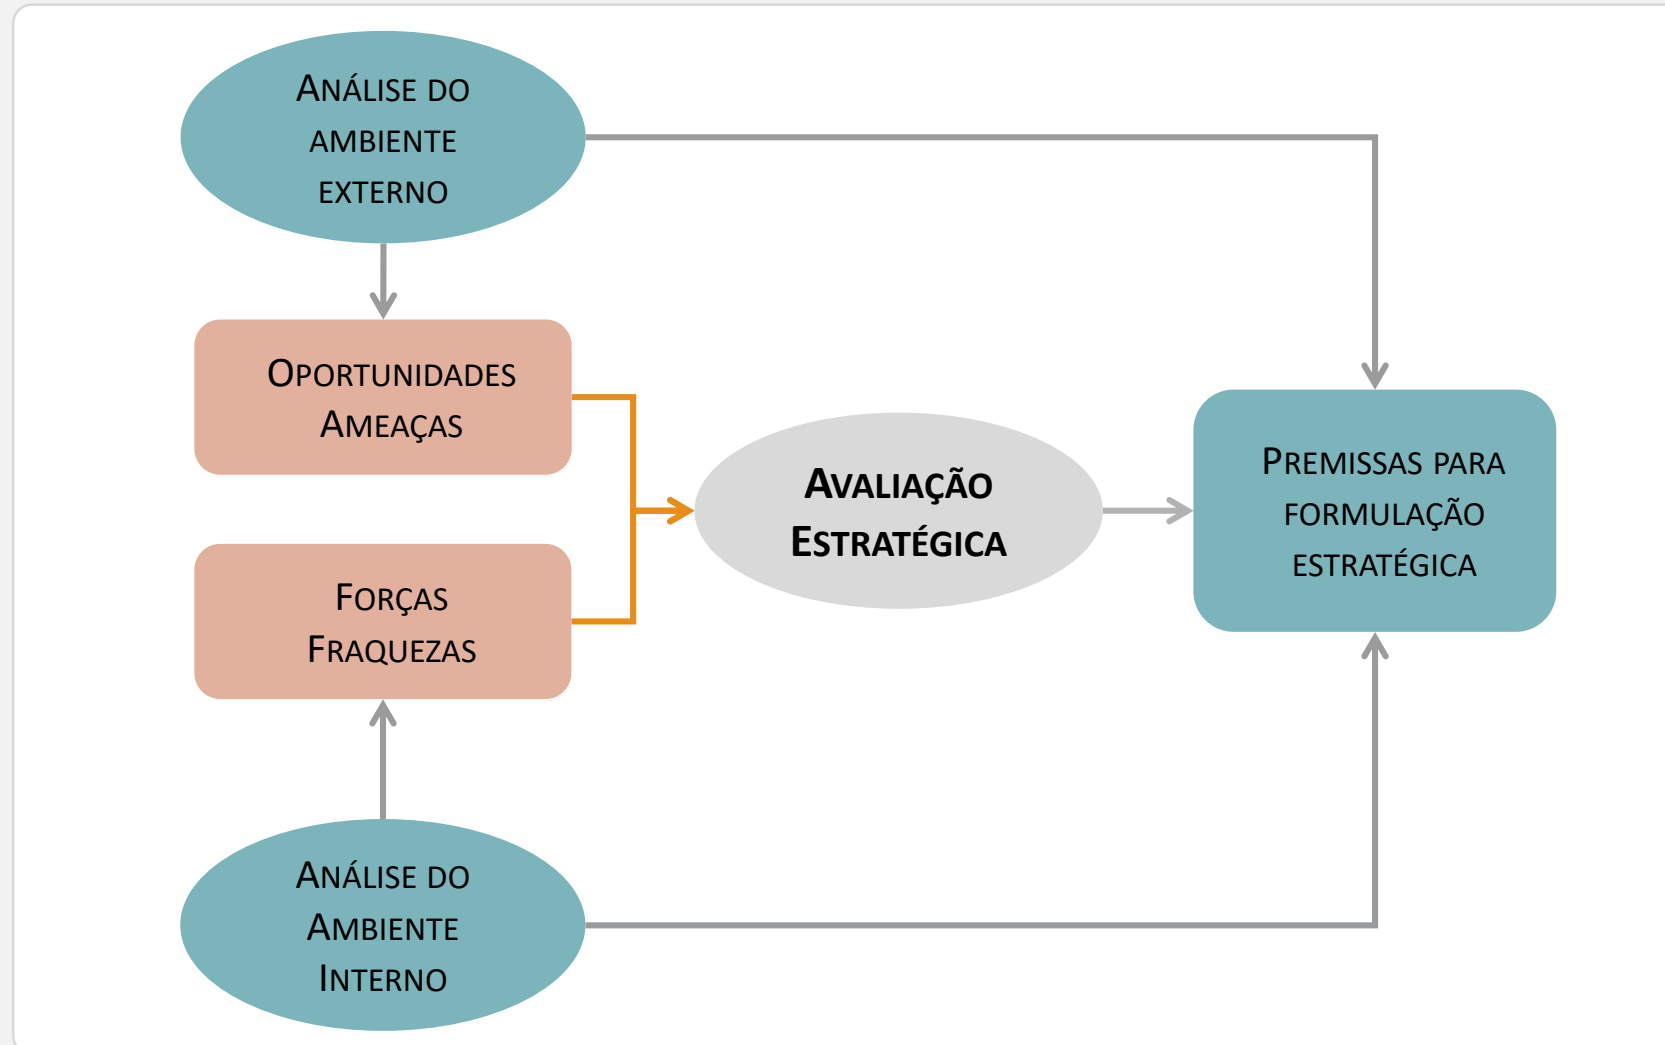 Análise do
ambiente
externo
Oportunidades
Ameaças
Forças
Fraquezas
Análise do
Ambiente
Interno
Avaliação
Estratégica
Premissas para
formulação
estratégica